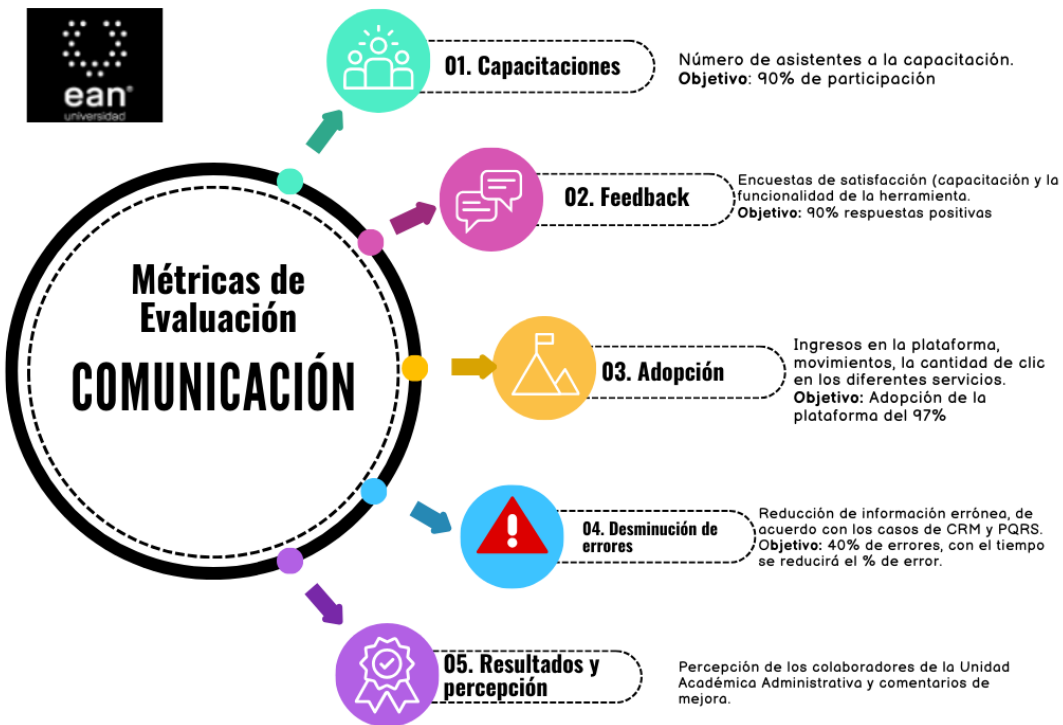 ean®
universidad
01. Capacitaciones
Número de asistentes a la capacitación.
Objetivo: 90% de participación
02. Feedback
Encuestas de satisfacción (capacitación y la
funcionalidad de la herramienta.
Objetivo: 90% respuestas positivas
Métricas de
Evaluación
COMUNICACIÓN
03. Adopción
Ingresos en la plataforma,
movimientos, la cantidad de clic
en los diferentes servicios.
Objetivo: Adopción de la
plataforma del 97%
04. Desminución de
errores
Reducción de información errónea, de
acuerdo con los casos de CRM y PQRS.
Objetivo: 40% de errores, con el tiempo
se reducirá el % de error.
05. Resultados y
percepción
Percepción de los colaboradores de la Unidad
Académica Administrativa y comentarios de
mejora.